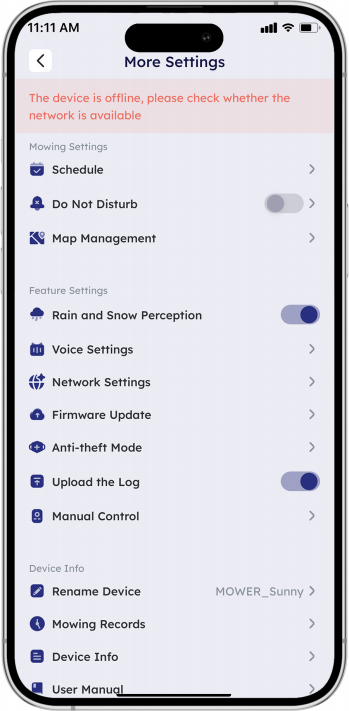 11:11 AM
More Settings
The device is offline, please check whether the
network is available
Mowing Settings
Schedule
Do Not Disturb
Map Management
Feature Settings
Rain and Snow Perception
Voice Settings
Network Settings
Firmware Update
Anti-theft Mode
Upload the Log
Manual Control
Device Info
Rename Device MOWER_Sunny
Mowing Records
Device Info
User Manual